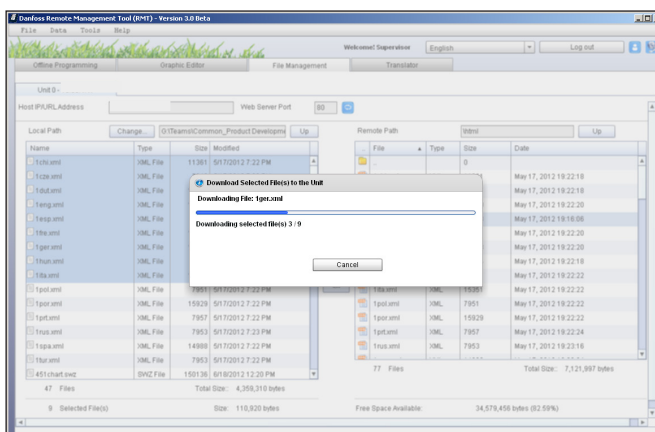 Danfoss Remote Management Tool (RMT) - Version 3.0 Beta
File Data Tools Help
Welcome! Supervisor English Log out
Offline Programming Graphic Editor File Management Translator
Unit 0 -
Host IP/URL Address Web Server Port 80
Local Path Change... Up Remote Path \html Up
Name Type Size Modified File Type Size Date
1chi.xml XML File 11361 5/17/2012 7:22 PM 0
1cze.xml XML File May 17, 2012 19:22:18
1dut.xml XML File May 17, 2012 19:22:18
1eng.xml XML File May 17, 2012 19:22:20
1esp.xml XML File May 17, 2012 19:16:06
1fre.xml XML File May 17, 2012 19:22:20
1ger.xml XML File May 17, 2012 19:22:20
1hun.xml XML File May 17, 2012 19:22:20
1ita.xml XML File May 17, 2012 19:22:22
Download Selected File(s) to the Unit
Downloading File: 1ger.xml
Downloading selected file(s) 3 / 9
Cancel
1pol.xml XML File 7951 5/17/2012 7:22 PM 1ita.xml XML 15351 May 17, 2012 19:22:22
1por.xml XML File 15929 5/17/2012 7:22 PM 1pol.xml XML 7951 May 17, 2012 19:22:22
1prt.xml XML File 7957 5/17/2012 7:22 PM 1por.xml XML 15929 May 17, 2012 19:22:22
1rus.xml XML File 7953 5/17/2012 7:23 PM 1prt.xml XML 7957 May 17, 2012 19:22:24
1spa.xml XML File 14988 5/17/2012 7:22 PM 1rus.xml XML 7953 May 17, 2012 19:23:16
1tur.xml XML File 7953 5/17/2012 7:23 PM
451chart.swz SWZ File 150136 6/18/2012 12:20 PM 77 Files Total Size: 7,121,997 bytes
47 Files Total Size: 4,359,310 bytes
9 Selected File(s) Size: 110,920 bytes Free Space Available: 34,579,456 bytes (82.59%)